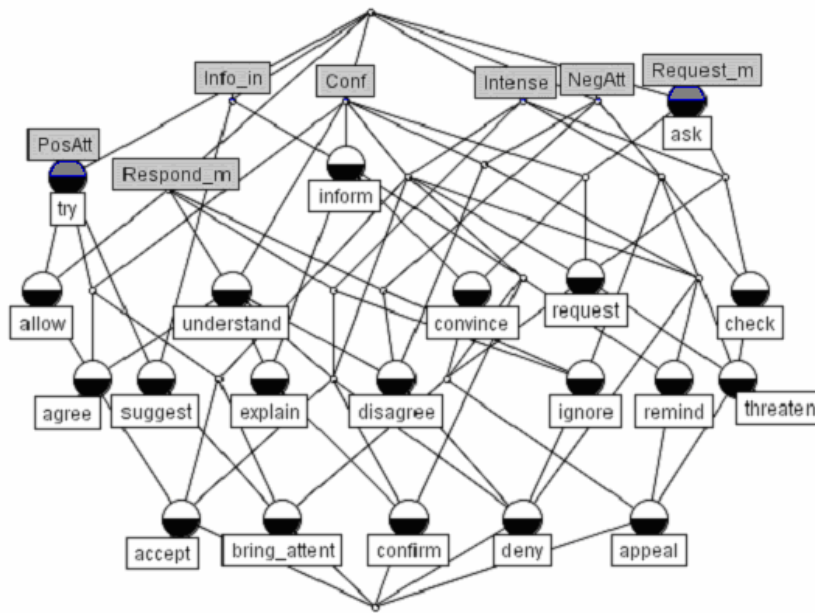 Request_m
Info_in
Conf
Intense
NegAtt
ask
PosAtt
Respond_m
inform
try
allow
understand
convince
request
check
agree
suggest
explain
disagree
ignore
remind
threaten
accept
bring_attent
confirm
deny
appeal